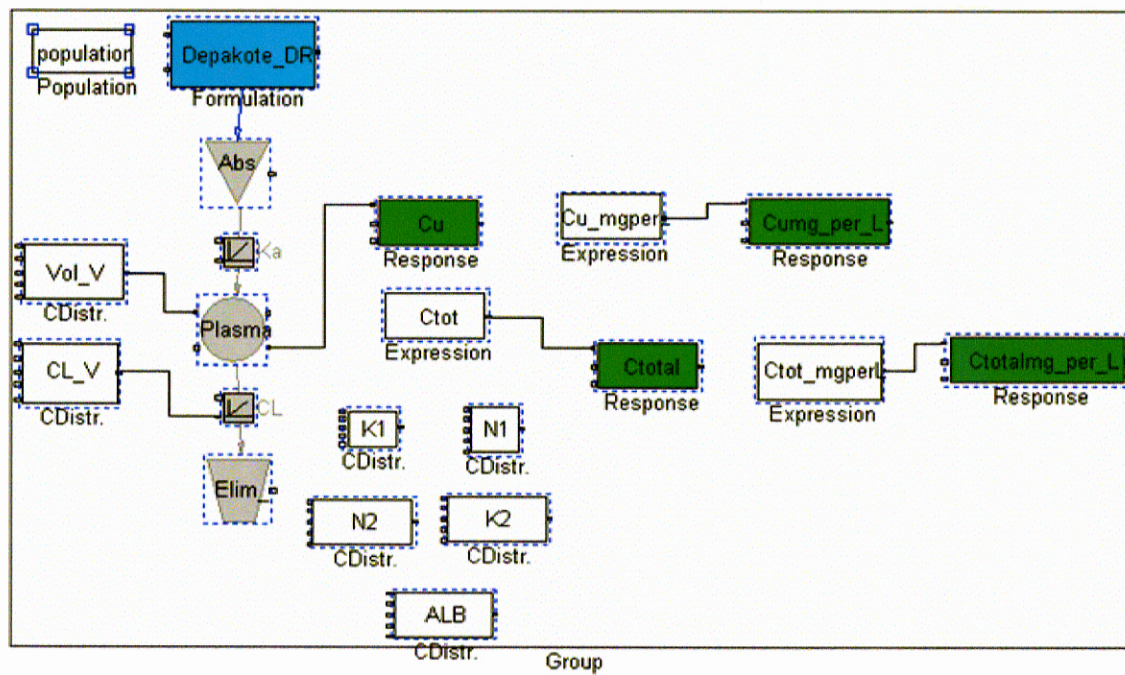 population
Population
Depakote_DR
Formulation
Abs
Ka
Vol_V
CDistr.
Plasma
CL_V
CDistr.
CL
Elim
Cu
Response
Cu_mgper
Expression
Cumg_per_L
Response
Ctot
Expression
Ctotal
Response
Ctot_mgperL
Expression
Ctotalmg_per_L
Response
K1
CDistr.
N1
CDistr.
N2
CDistr.
K2
CDistr.
ALB
CDistr.
Group